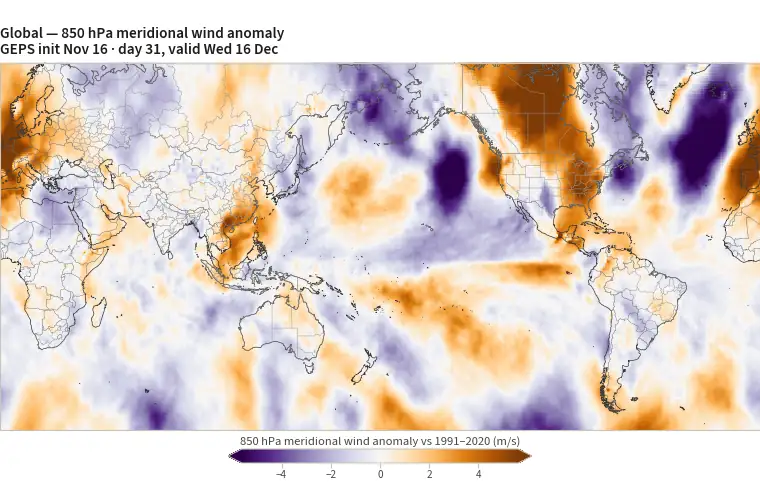 Global — 850 hPa meridional wind anomaly
GEPS init Nov 16 · day 31, valid Wed 16 Dec
850 hPa meridional wind anomaly vs 1991–2020 (m/s)
−4 −2 0 2 4